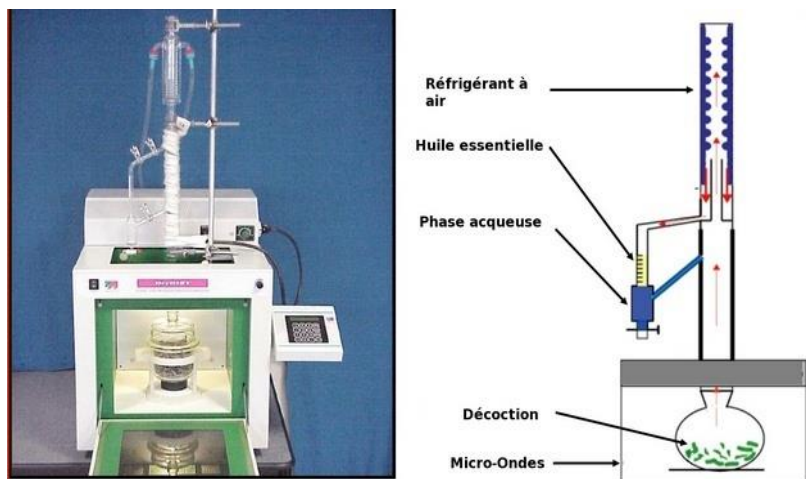 Réfrigérant à
air
Huile essentielle
Phase acqueuse
Décoction
Micro-Ondes